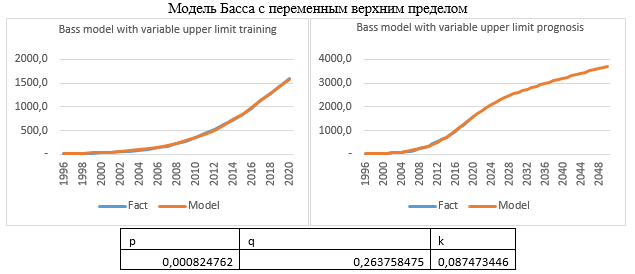 Модель Басса с переменным верхним пределом
Bass model with variable upper limit training
2000,0
1500,0
1000,0
500,0
-
1996 1998 2000 2002 2004 2006 2008 2010 2012 2014 2016 2018 2020
Fact Model
Bass model with variable upper limit prognosis
4000,0
3000,0
2000,0
1000,0
-
1996 2000 2004 2008 2012 2016 2020 2024 2028 2032 2036 2040 2044 2048
Fact Model
p q k
0,000824762 0,263758475 0,087473446